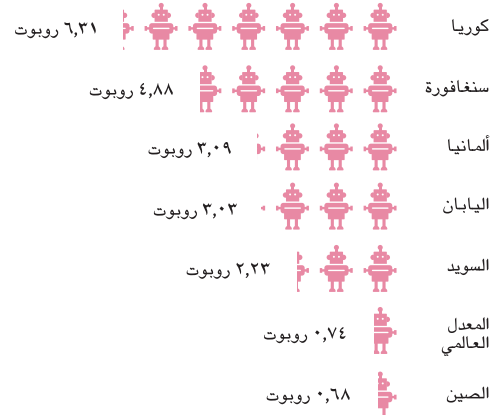 كوريا ٦,٣١ روبوت
سنغافورة ٤,٨٨ روبوت
ألمانيا ٣,٠٩ روبوت
اليابان ٣,٠٣ روبوت
السويد ٢,٢٣ روبوت
المعدل
العالمي
٠,٧٤ روبوت
الصين ٠,٦٨ روبوت